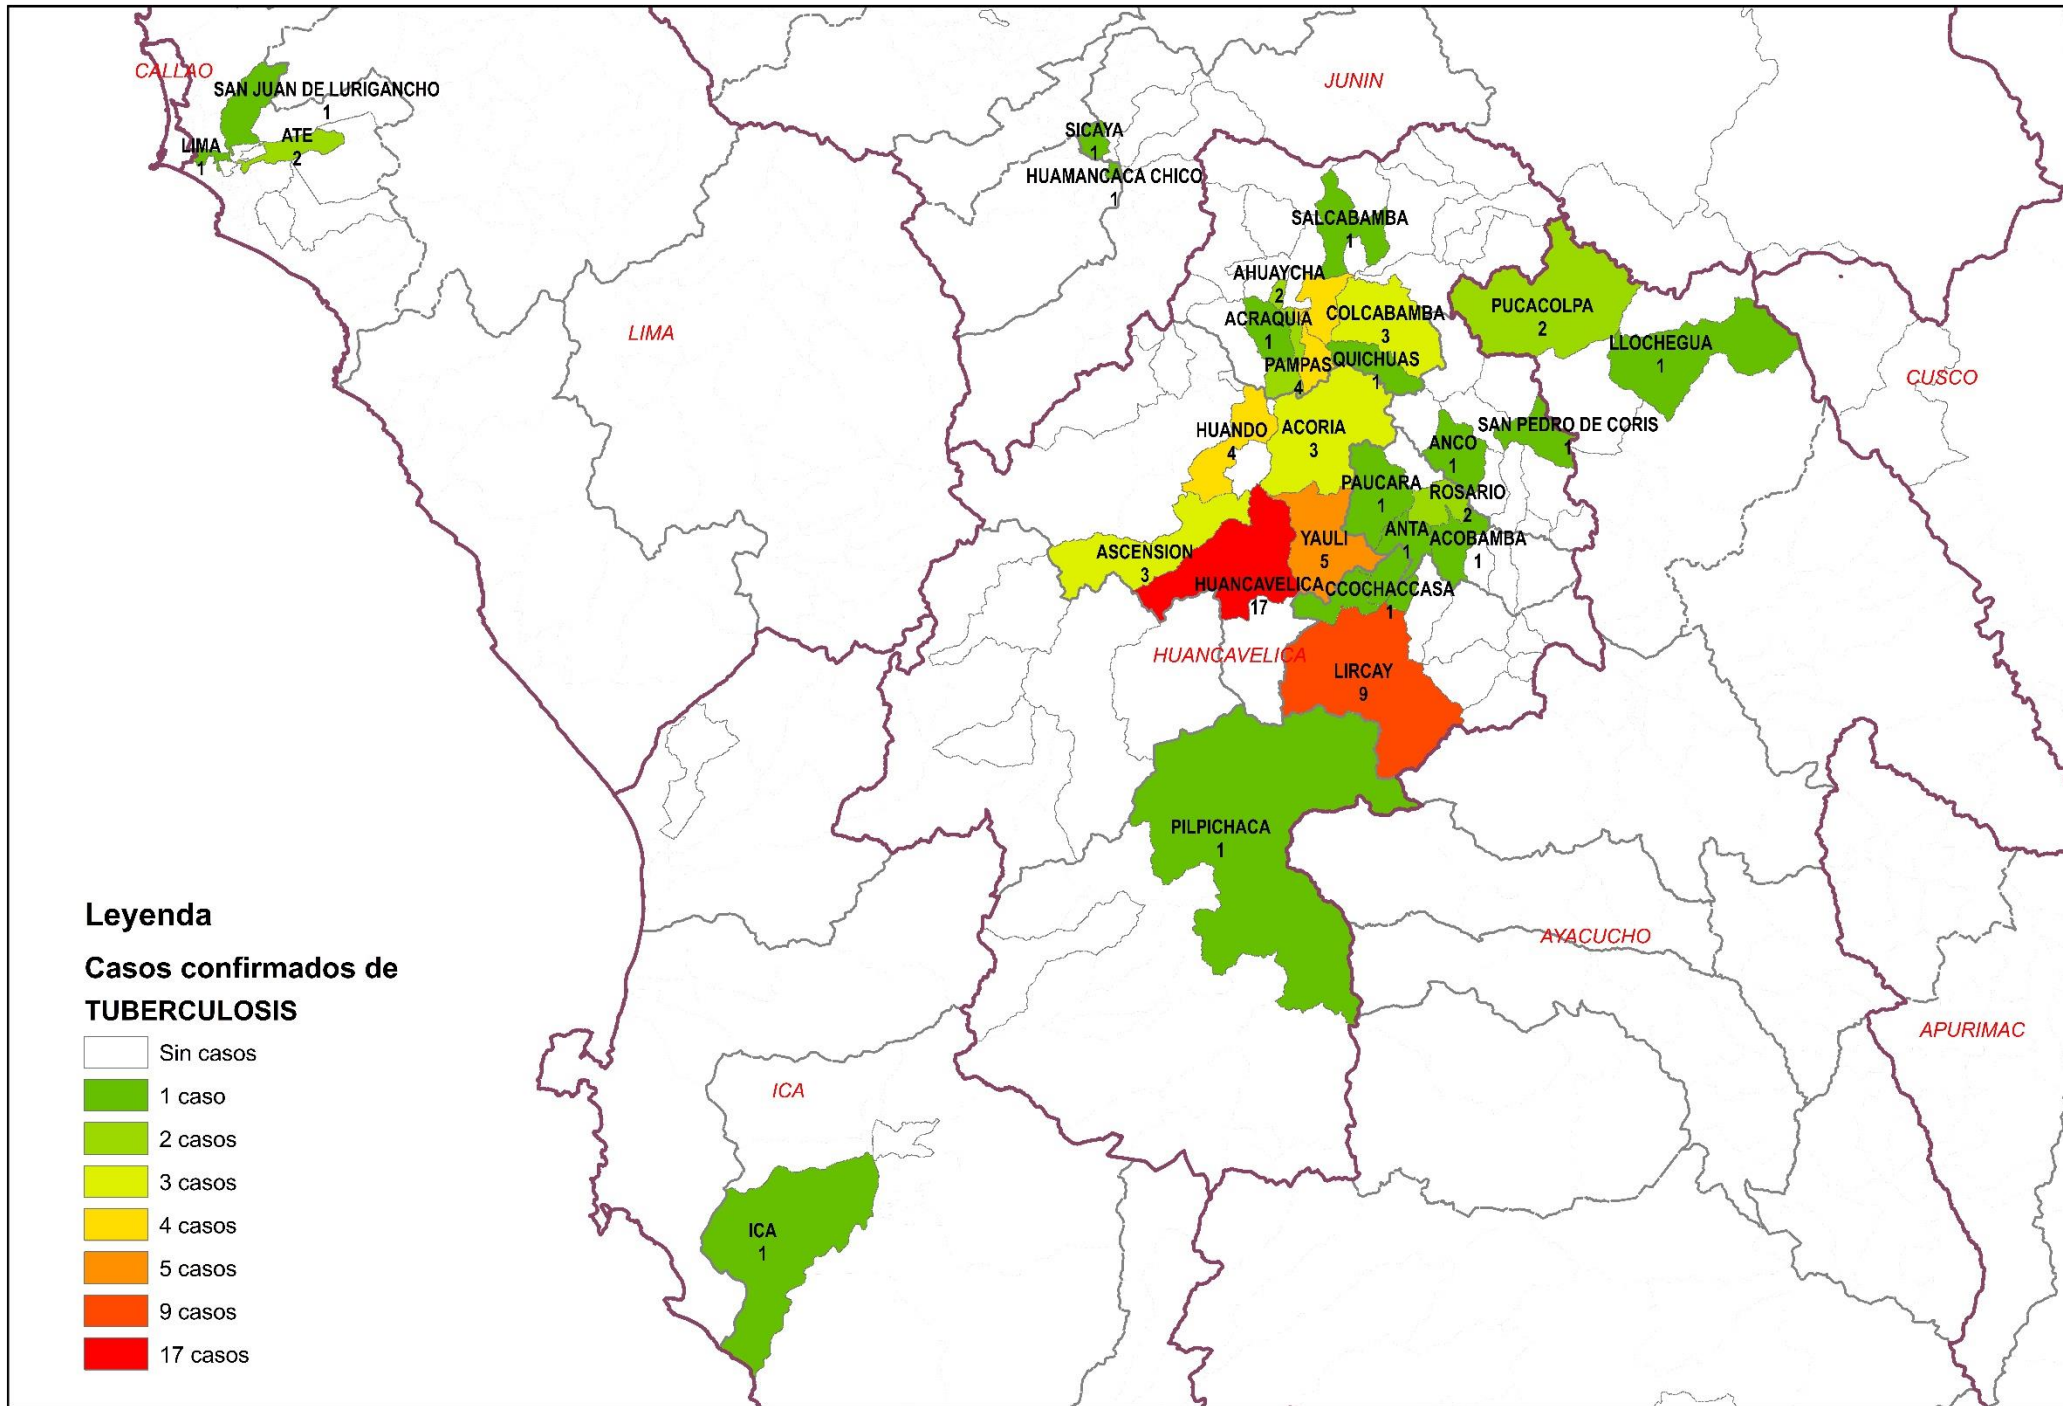 CALLAO
SAN JUAN DE LURIGANCHO
1
ATE
2
LIMA
1
JUNIN
SICAYA
1
HUAMANCACA CHICO
1
SALCABAMBA
1
AHUAYCHA
2
ACRAQUIA
1
COLCABAMBA
3
PUCACOLPA
2
LLOCHEGUA
1
LIMA
PAMPAS
4
QUICHUAS
1
CUSCO
HUANDO
4
ACORIA
3
ANCO
1
SAN PEDRO DE CORIS
1
PAUCARA
1
ROSARIO
2
ANTA
1
ACOBAMBA
1
YAULI
5
ASCENSION
3
HUANCAVELICA
17
CCOCHACCASA
1
HUANCAVELICA
LIRCAY
9
PILPICHACA
1
AYACUCHO
APURIMAC
ICA
ICA
1
Leyenda
Casos confirmados de
TUBERCULOSIS
Sin casos
1 caso
2 casos
3 casos
4 casos
5 casos
9 casos
17 casos